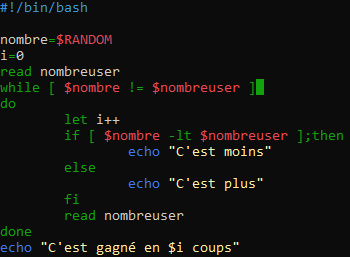 #!/bin/bash

nombre=$RANDOM
i=0
read nombreuser
while [ $nombre != $nombreuser ]
do
        let i++
        if [ $nombre -lt $nombreuser ];then
                echo "C'est moins"
        else
                echo "C'est plus"
        fi
        read nombreuser
done
echo "C'est gagné en $i coups"